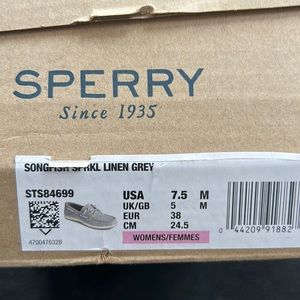 SPERRY
Since 1935
SONGFISH SPRKL LINEN GREY
STS84699
USA 7.5 M
UK/GB 5 M
EUR 38
CM 24.5
WOMENS/FEMMES
4700476328
0 44209 91882